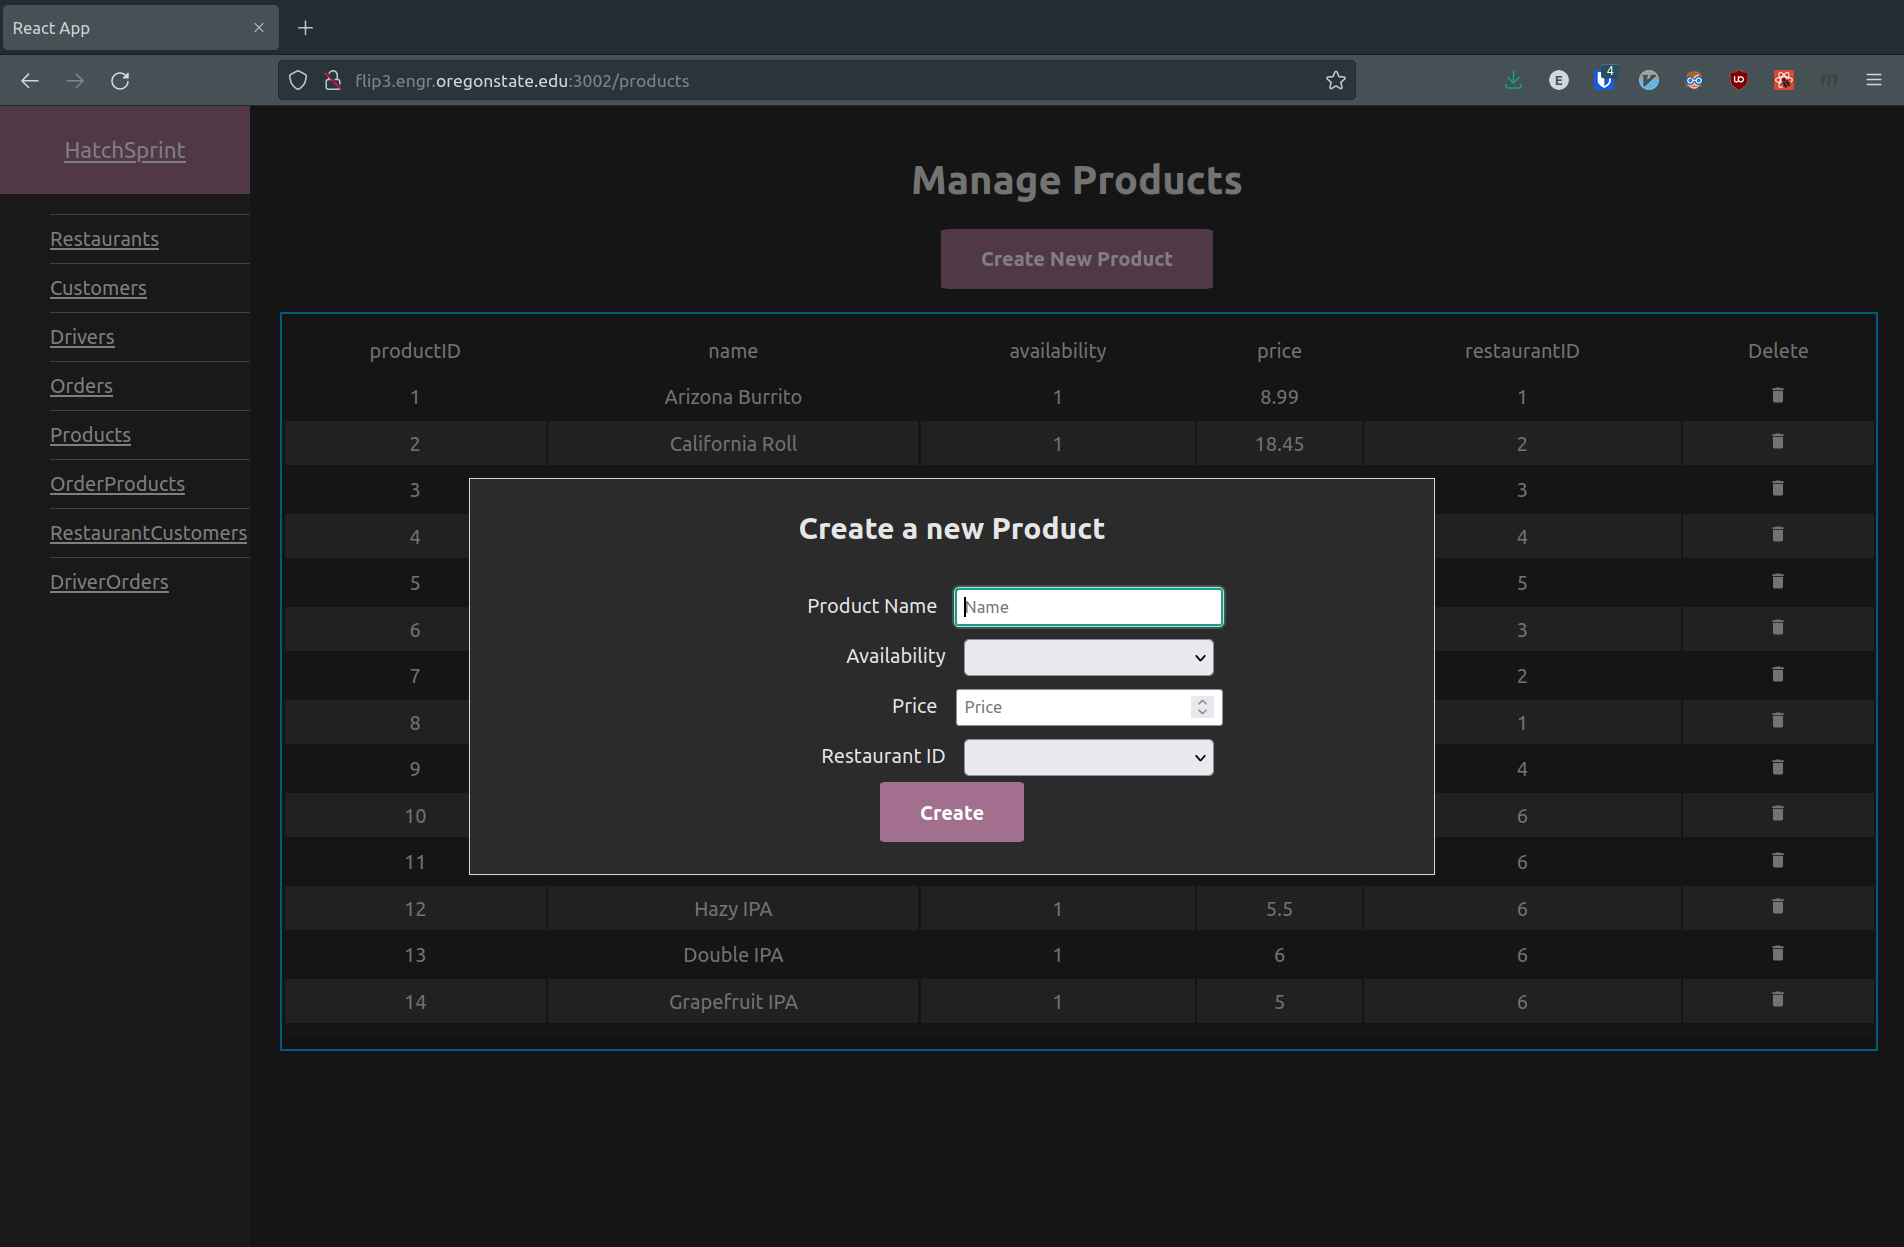 React App
flip3.engr.oregonstate.edu:3002/products
E
4
m
HatchSprint
Restaurants
Customers
Drivers
Orders
Products
OrderProducts
RestaurantCustomers
DriverOrders
Manage Products
Create New Product
productID name availability price restaurantID Delete
1 Arizona Burrito 1 8.99 1
2 California Roll 1 18.45 2
3 3
4 4
5 5
6 3
7 2
8 1
9 4
10 6
11 6
12 Hazy IPA 1 5.5 6
13 Double IPA 1 6 6
14 Grapefruit IPA 1 5 6
Create a new Product
Product Name Name
Availability
Price Price
Restaurant ID
Create